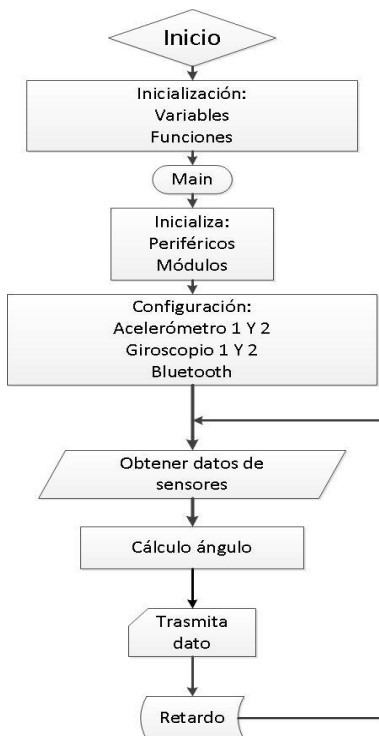 Inicio
Inicialización:
Variables
Funciones
Main
Inicializa:
Periféricos
Módulos
Configuración:
Acelerómetro 1 Y 2
Giroscopio 1 Y 2
Bluetooth
Obtener datos de
sensores
Cálculo ángulo
Trasmita
dato
Retardo